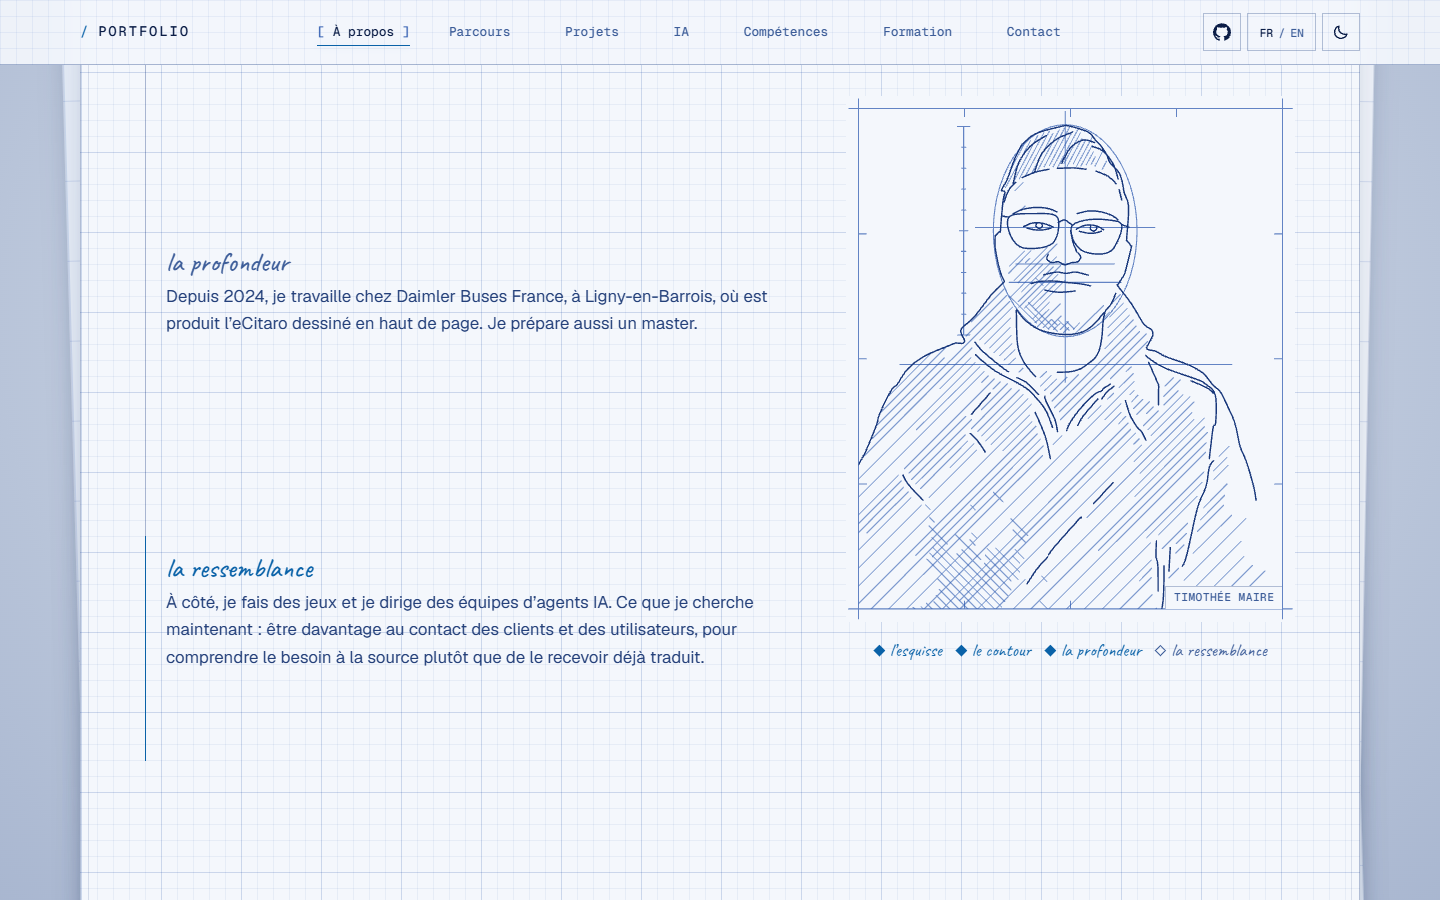 / PORTFOLIO
[ À propos ]
Parcours
Projets
IA
Compétences
Formation
Contact
FR / EN
la profondeur
Depuis 2024, je travaille chez Daimler Buses France, à Ligny-en-Barrois, où est
produit l’eCitaro dessiné en haut de page. Je prépare aussi un master.
la ressemblance
À côté, je fais des jeux et je dirige des équipes d’agents IA. Ce que je cherche
maintenant : être davantage au contact des clients et des utilisateurs, pour
comprendre le besoin à la source plutôt que de le recevoir déjà traduit.
TIMOTHÉE MAIRE
l’esquisse
le contour
la profondeur
la ressemblance